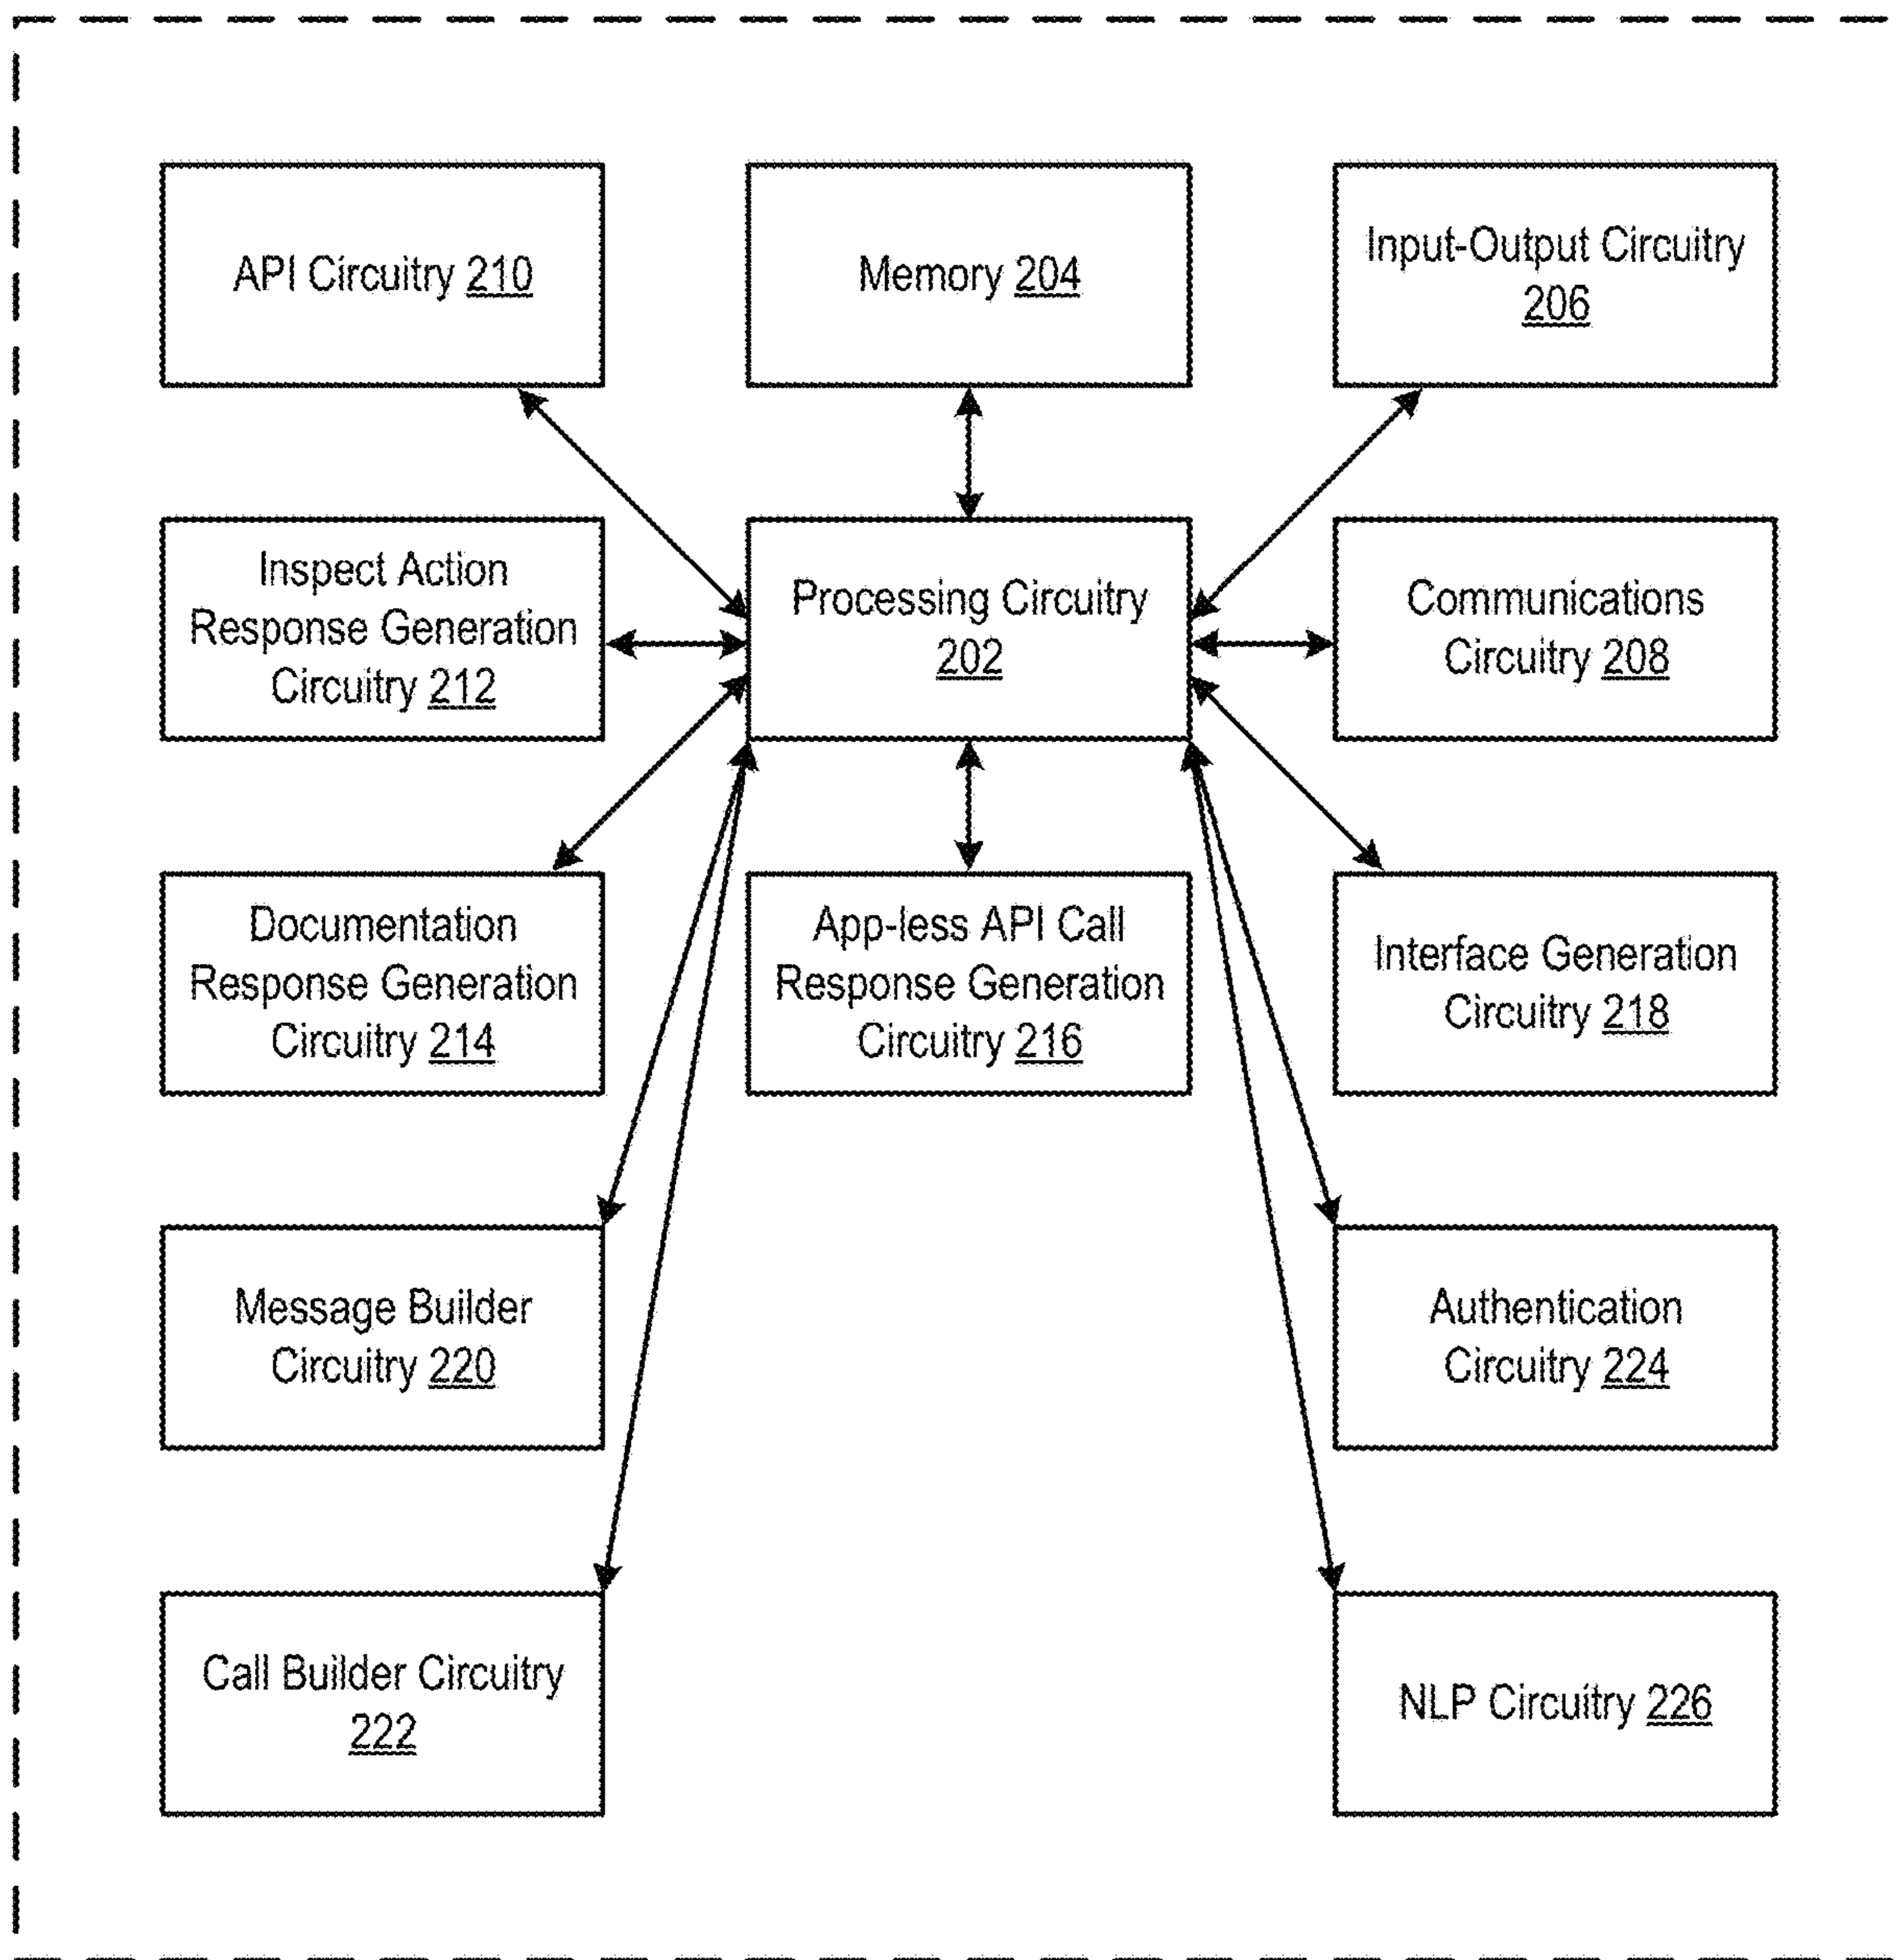 API Circuitry 210
Memory 204
Input-Output Circuitry
206
Inspect Action
Response Generation
Circuitry 212
Processing Circuitry
202
Communications
Circuitry 208
Documentation
Response Generation
Circuitry 214
App-less API Call
Response Generation
Circuitry 216
Interface Generation
Circuitry 218
Message Builder
Circuitry 220
Authentication
Circuitry 224
Call Builder Circuitry
222
NLP Circuitry 226